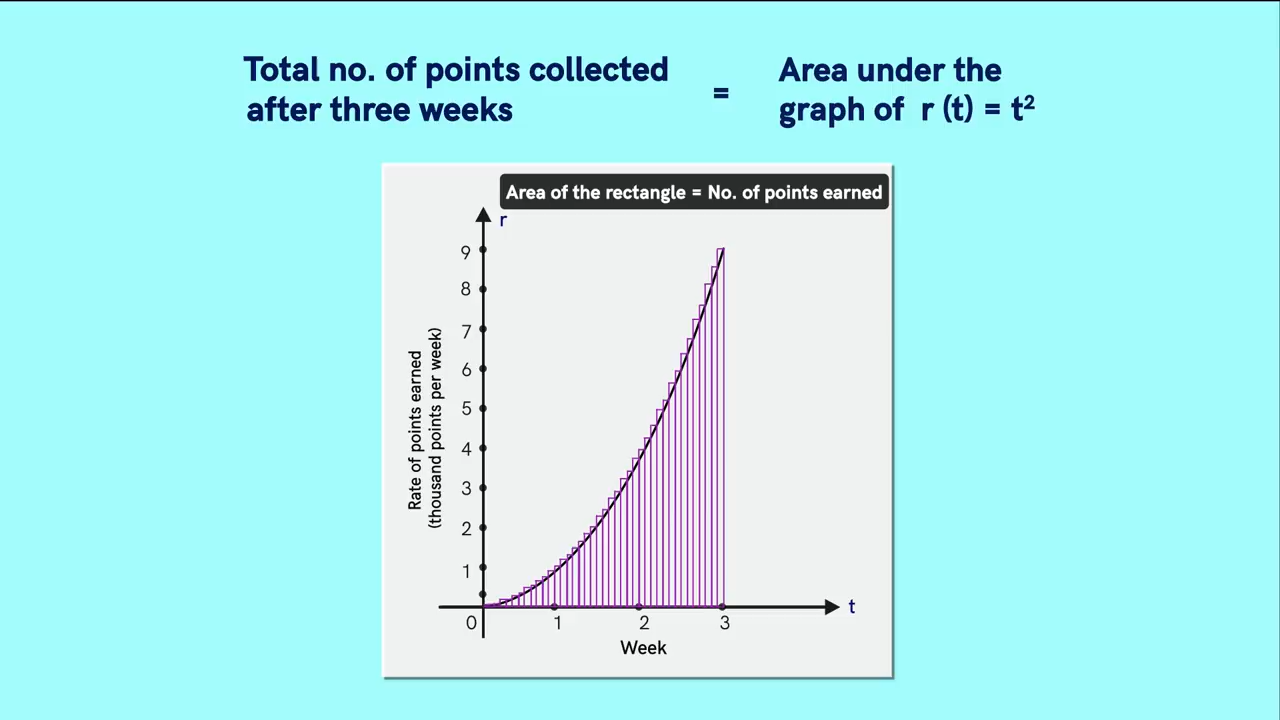 Total no. of points collected
after three weeks
=
Area under the
graph of r (t) = t²
Area of the rectangle = No. of points earned
r
9
8
7
6
5
4
3
2
1
Rate of points earned
(thousand points per week)
0
1
2
3
t
Week